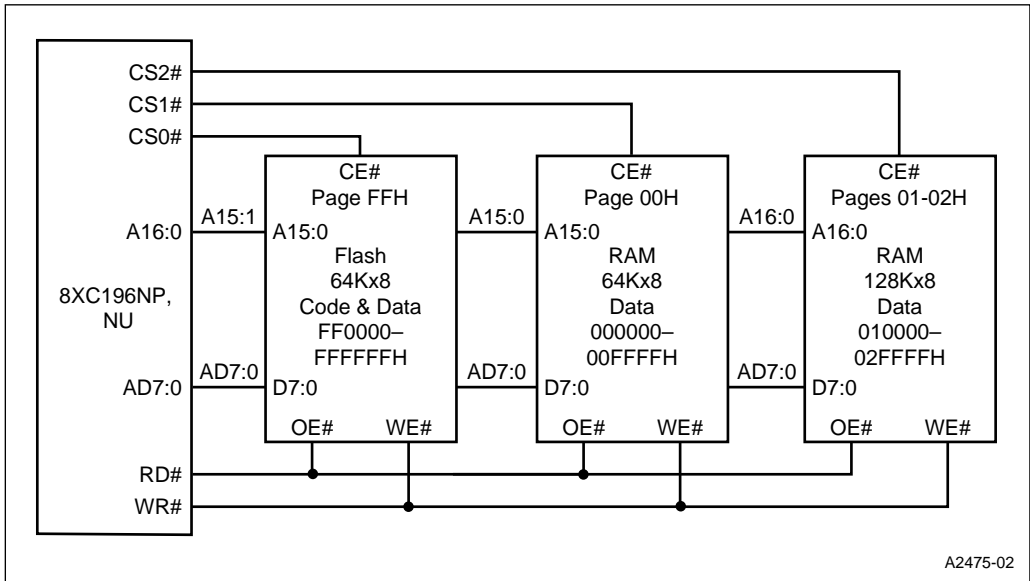 CS2#
CS1#
CS0#
A16:0
8XC196NP,
NU
AD7:0
RD#
WR#
A15:1
AD7:0
CE#
Page FFH
A15:0
Flash
64Kx8
Code & Data
FF0000–
FFFFFFH
D7:0
OE# WE#
A15:0
AD7:0
CE#
Page 00H
A15:0
RAM
64Kx8
Data
000000–
00FFFFH
D7:0
OE# WE#
A16:0
AD7:0
CE#
Pages 01-02H
A16:0
RAM
128Kx8
Data
010000–
02FFFFH
D7:0
OE# WE#
A2475-02